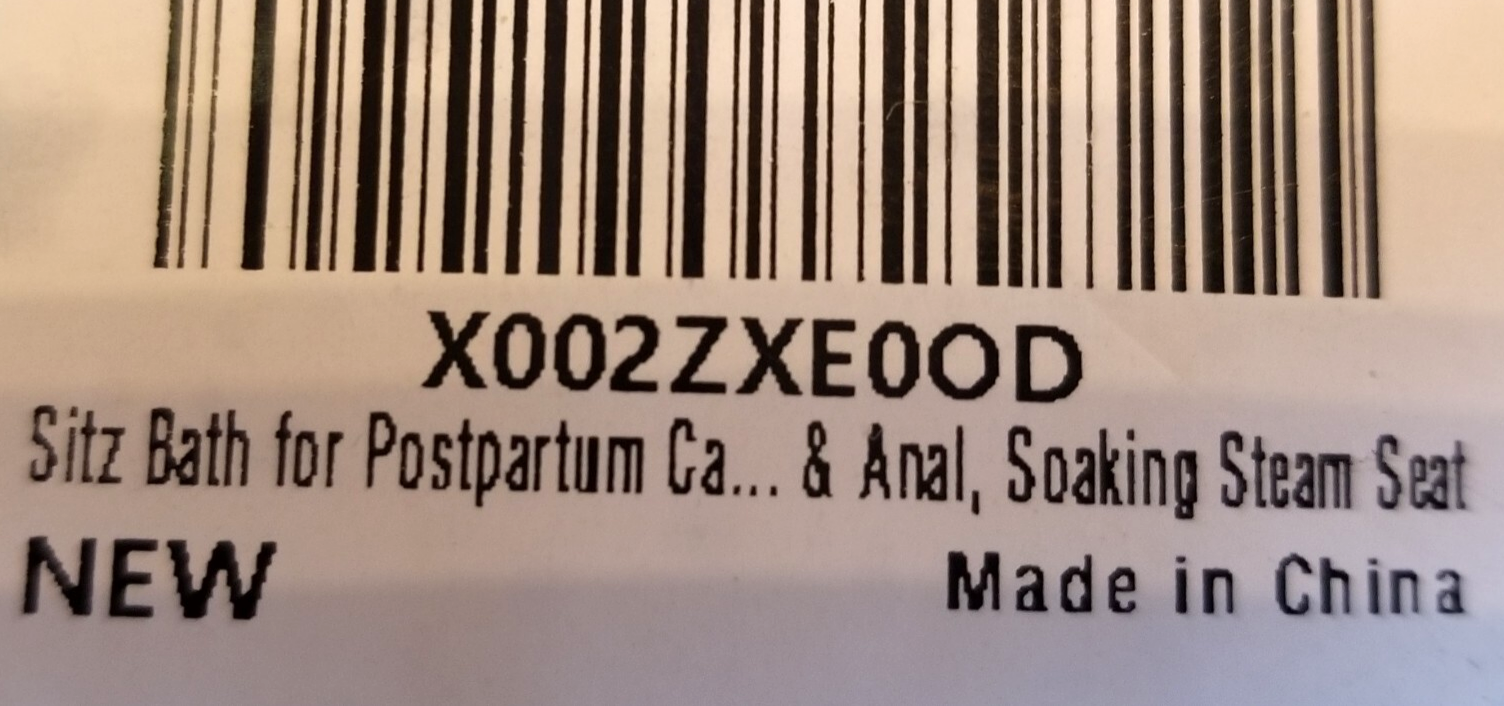 X002ZXE0OD
Sitz Bath for Postpartum Ca... & Anal, Soaking Steam Seat
NEW
Made in China